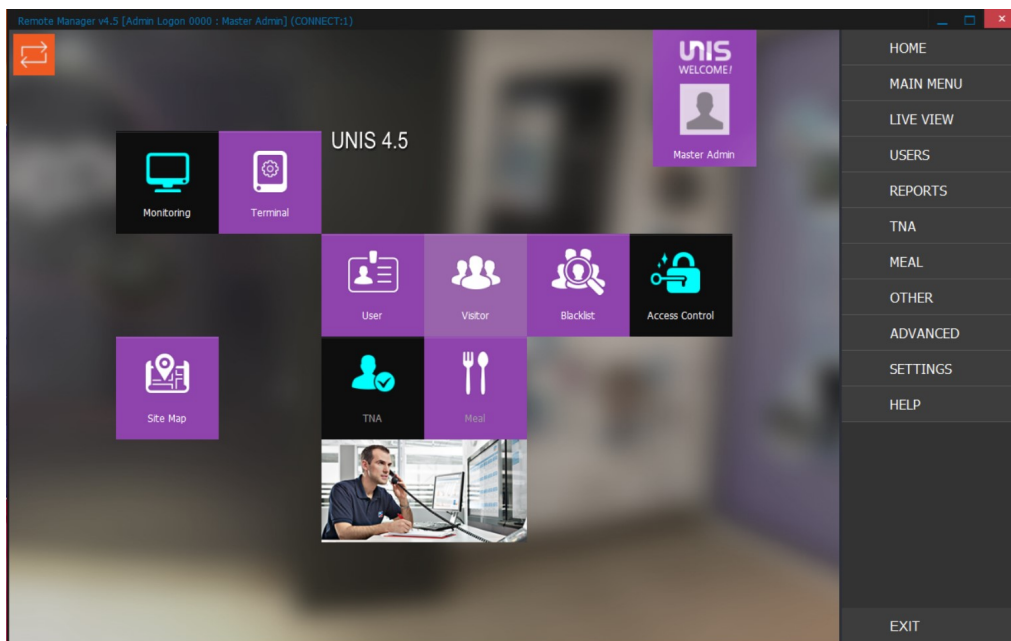 Remote Manager v4.5 [Admin Logon 0000 : Master Admin] (CONNECT:1)
UNIS
WELCOME!
Master Admin
UNIS 4.5
Monitoring
Terminal
User
Visitor
Blacklist
Access Control
Site Map
TNA
Meal
HOME
MAIN MENU
LIVE VIEW
USERS
REPORTS
TNA
MEAL
OTHER
ADVANCED
SETTINGS
HELP
EXIT